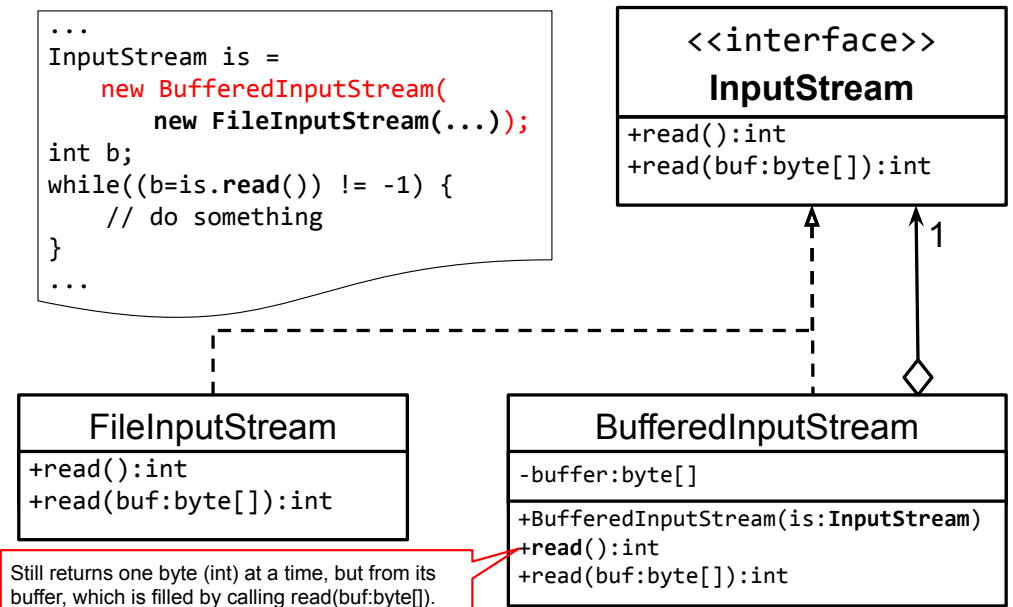 ...
InputStream is =
new BufferedInputStream(
new FileInputStream(...));
int b;
while((b=is.read()) != -1) {
// do something
}
...
<<interface>>
InputStream
+read():int
+read(buf:byte[]):int
1
FileInputStream
+read():int
+read(buf:byte[]):int
BufferedInputStream
-buffer:byte[]
+BufferedInputStream(is:InputStream)
+read():int
+read(buf:byte[]):int
Still returns one byte (int) at a time, but from its
buffer, which is filled by calling read(buf:byte[]).